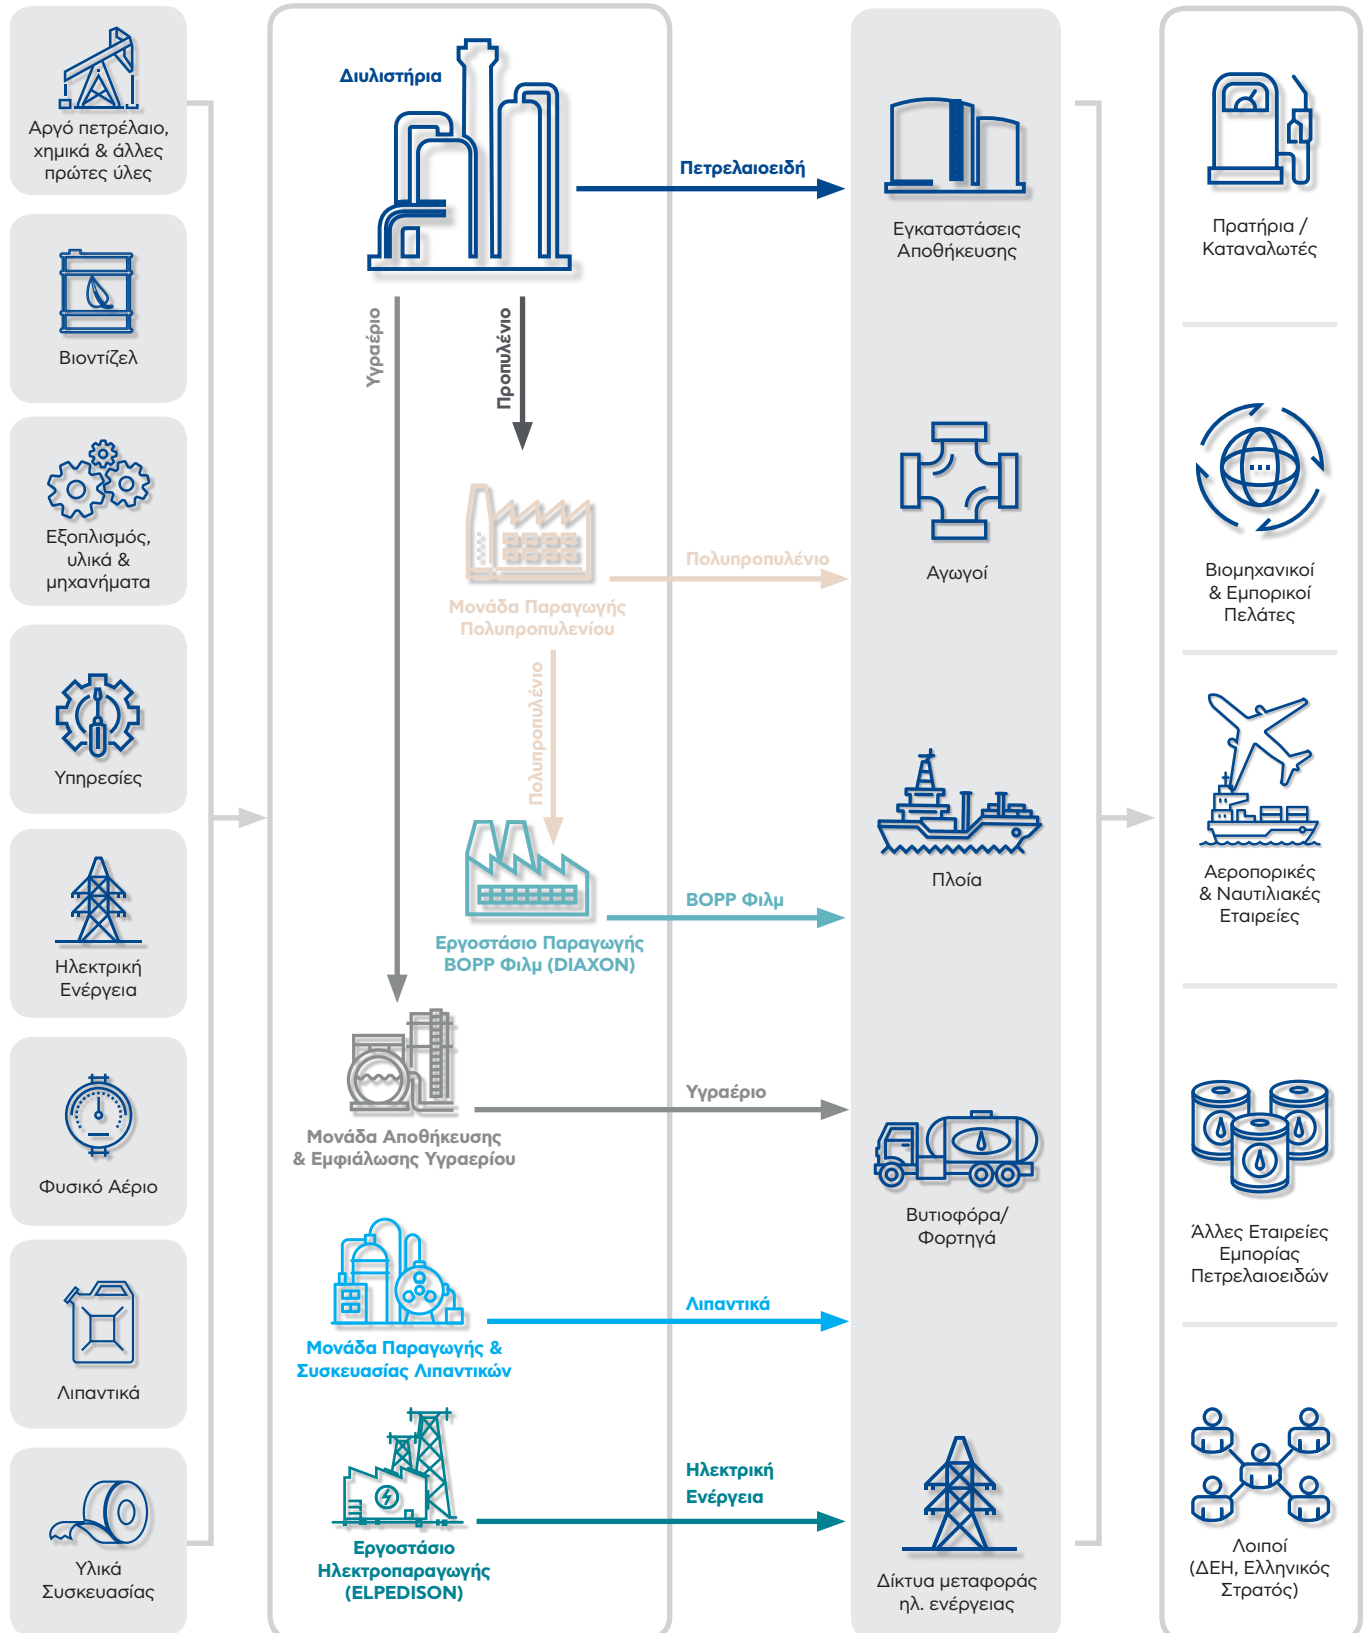 Αργό πετρέλαιο,
χημικά & άλλες
πρώτες ύλες
Βιοντίζελ
Εξοπλισμός,
υλικά &
μηχανήματα
Υπηρεσίες
Ηλεκτρική
Ενέργεια
Φυσικό Αέριο
Λιπαντικά
Υλικά
Συσκευασίας
Διυλιστήρια
Πετρελαιοειδή
Υγραέριο
Προπυλένιο
Μονάδα Παραγωγής
Πολυπροπυλενίου
Πολυπροπυλένιο
Πολυπροπυλένιο
Εργοστάσιο Παραγωγής
BOPP Φιλμ (DIAXON)
BOPP Φιλμ
Μονάδα Αποθήκευσης
& Εμφιάλωσης Υγραερίου
Υγραέριο
Μονάδα Παραγωγής &
Συσκευασίας Λιπαντικών
Λιπαντικά
Εργοστάσιο
Ηλεκτροπαραγωγής
(ELPEDISON)
Ηλεκτρική
Ενέργεια
Εγκαταστάσεις
Αποθήκευσης
Αγωγοί
Πλοία
Βυτιοφόρα/
Φορτηγά
Δίκτυα μεταφοράς
ηλ. ενέργειας
Πρατήρια /
Καταναλωτές
Βιομηχανικοί
& Εμπορικοί
Πελάτες
Αεροπορικές
& Ναυτιλιακές
Εταιρείες
Άλλες Εταιρείες
Εμπορίας
Πετρελαιοειδών
Λοιποί
(ΔΕΗ, Ελληνικός
Στρατός)